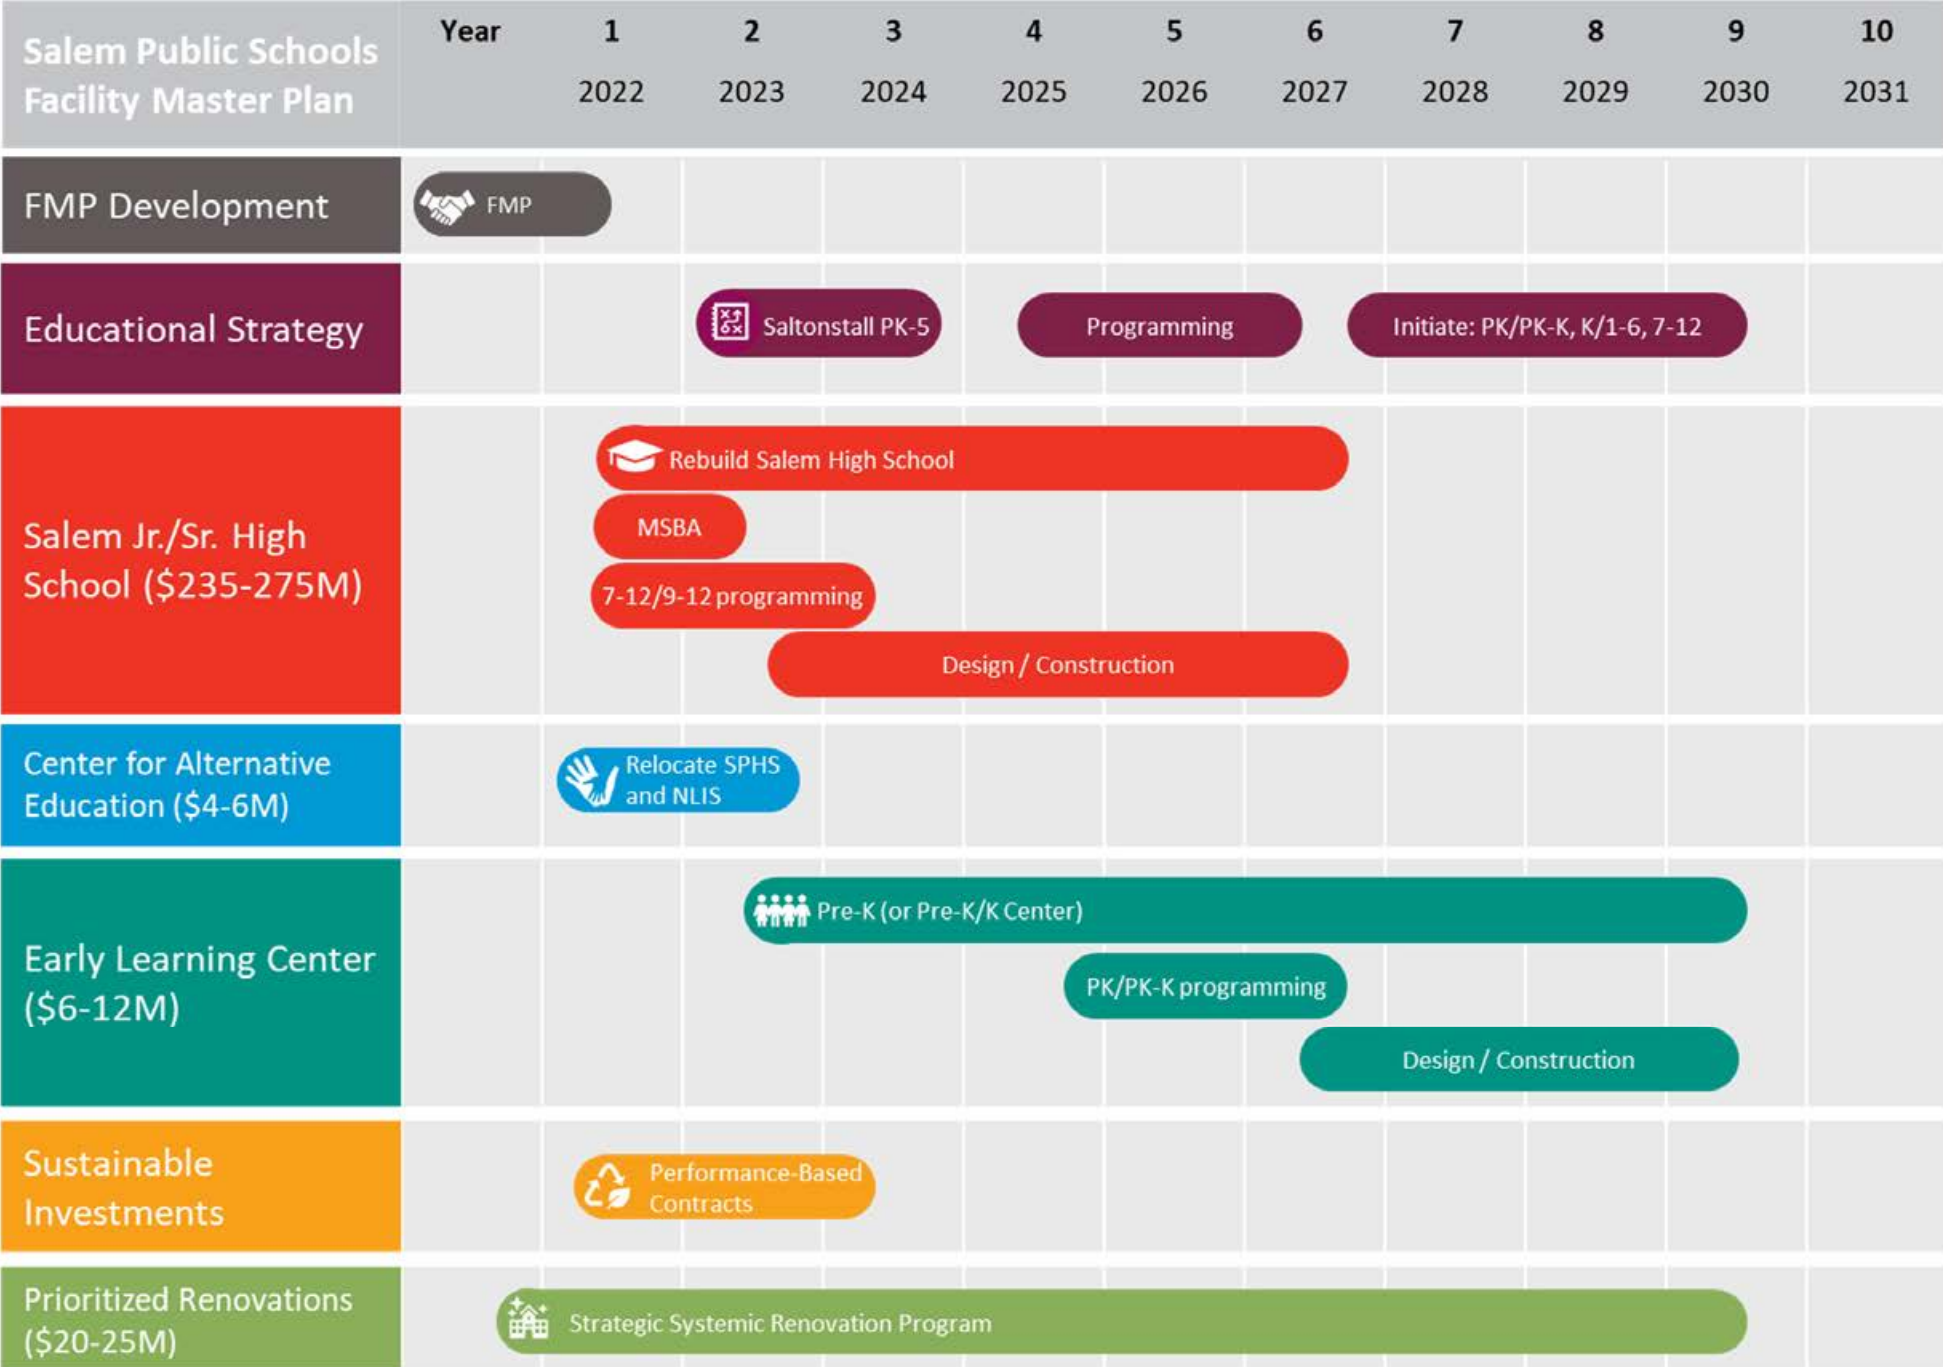 Salem Public Schools
Facility Master Plan
Year 1 2 3 4 5 6 7 8 9 10
2022 2023 2024 2025 2026 2027 2028 2029 2030 2031
FMP Development
FMP
Educational Strategy
Saltonstall PK-5
Programming
Initiate: PK/PK-K, K/1-6, 7-12
Salem Jr./Sr. High
School ($235-275M)
Rebuild Salem High School
MSBA
7-12/9-12 programming
Design / Construction
Center for Alternative
Education ($4-6M)
Relocate SPHS
and NLIS
Early Learning Center
($6-12M)
Pre-K (or Pre-K/K Center)
PK/PK-K programming
Design / Construction
Sustainable
Investments
Performance-Based
Contracts
Prioritized Renovations
($20-25M)
Strategic Systemic Renovation Program